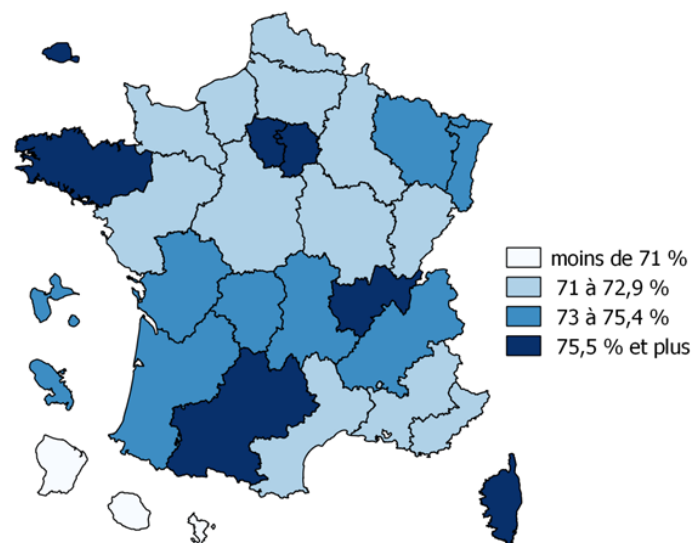 moins de 71 %
71 à 72,9 %
73 à 75,4 %
75,5 % et plus